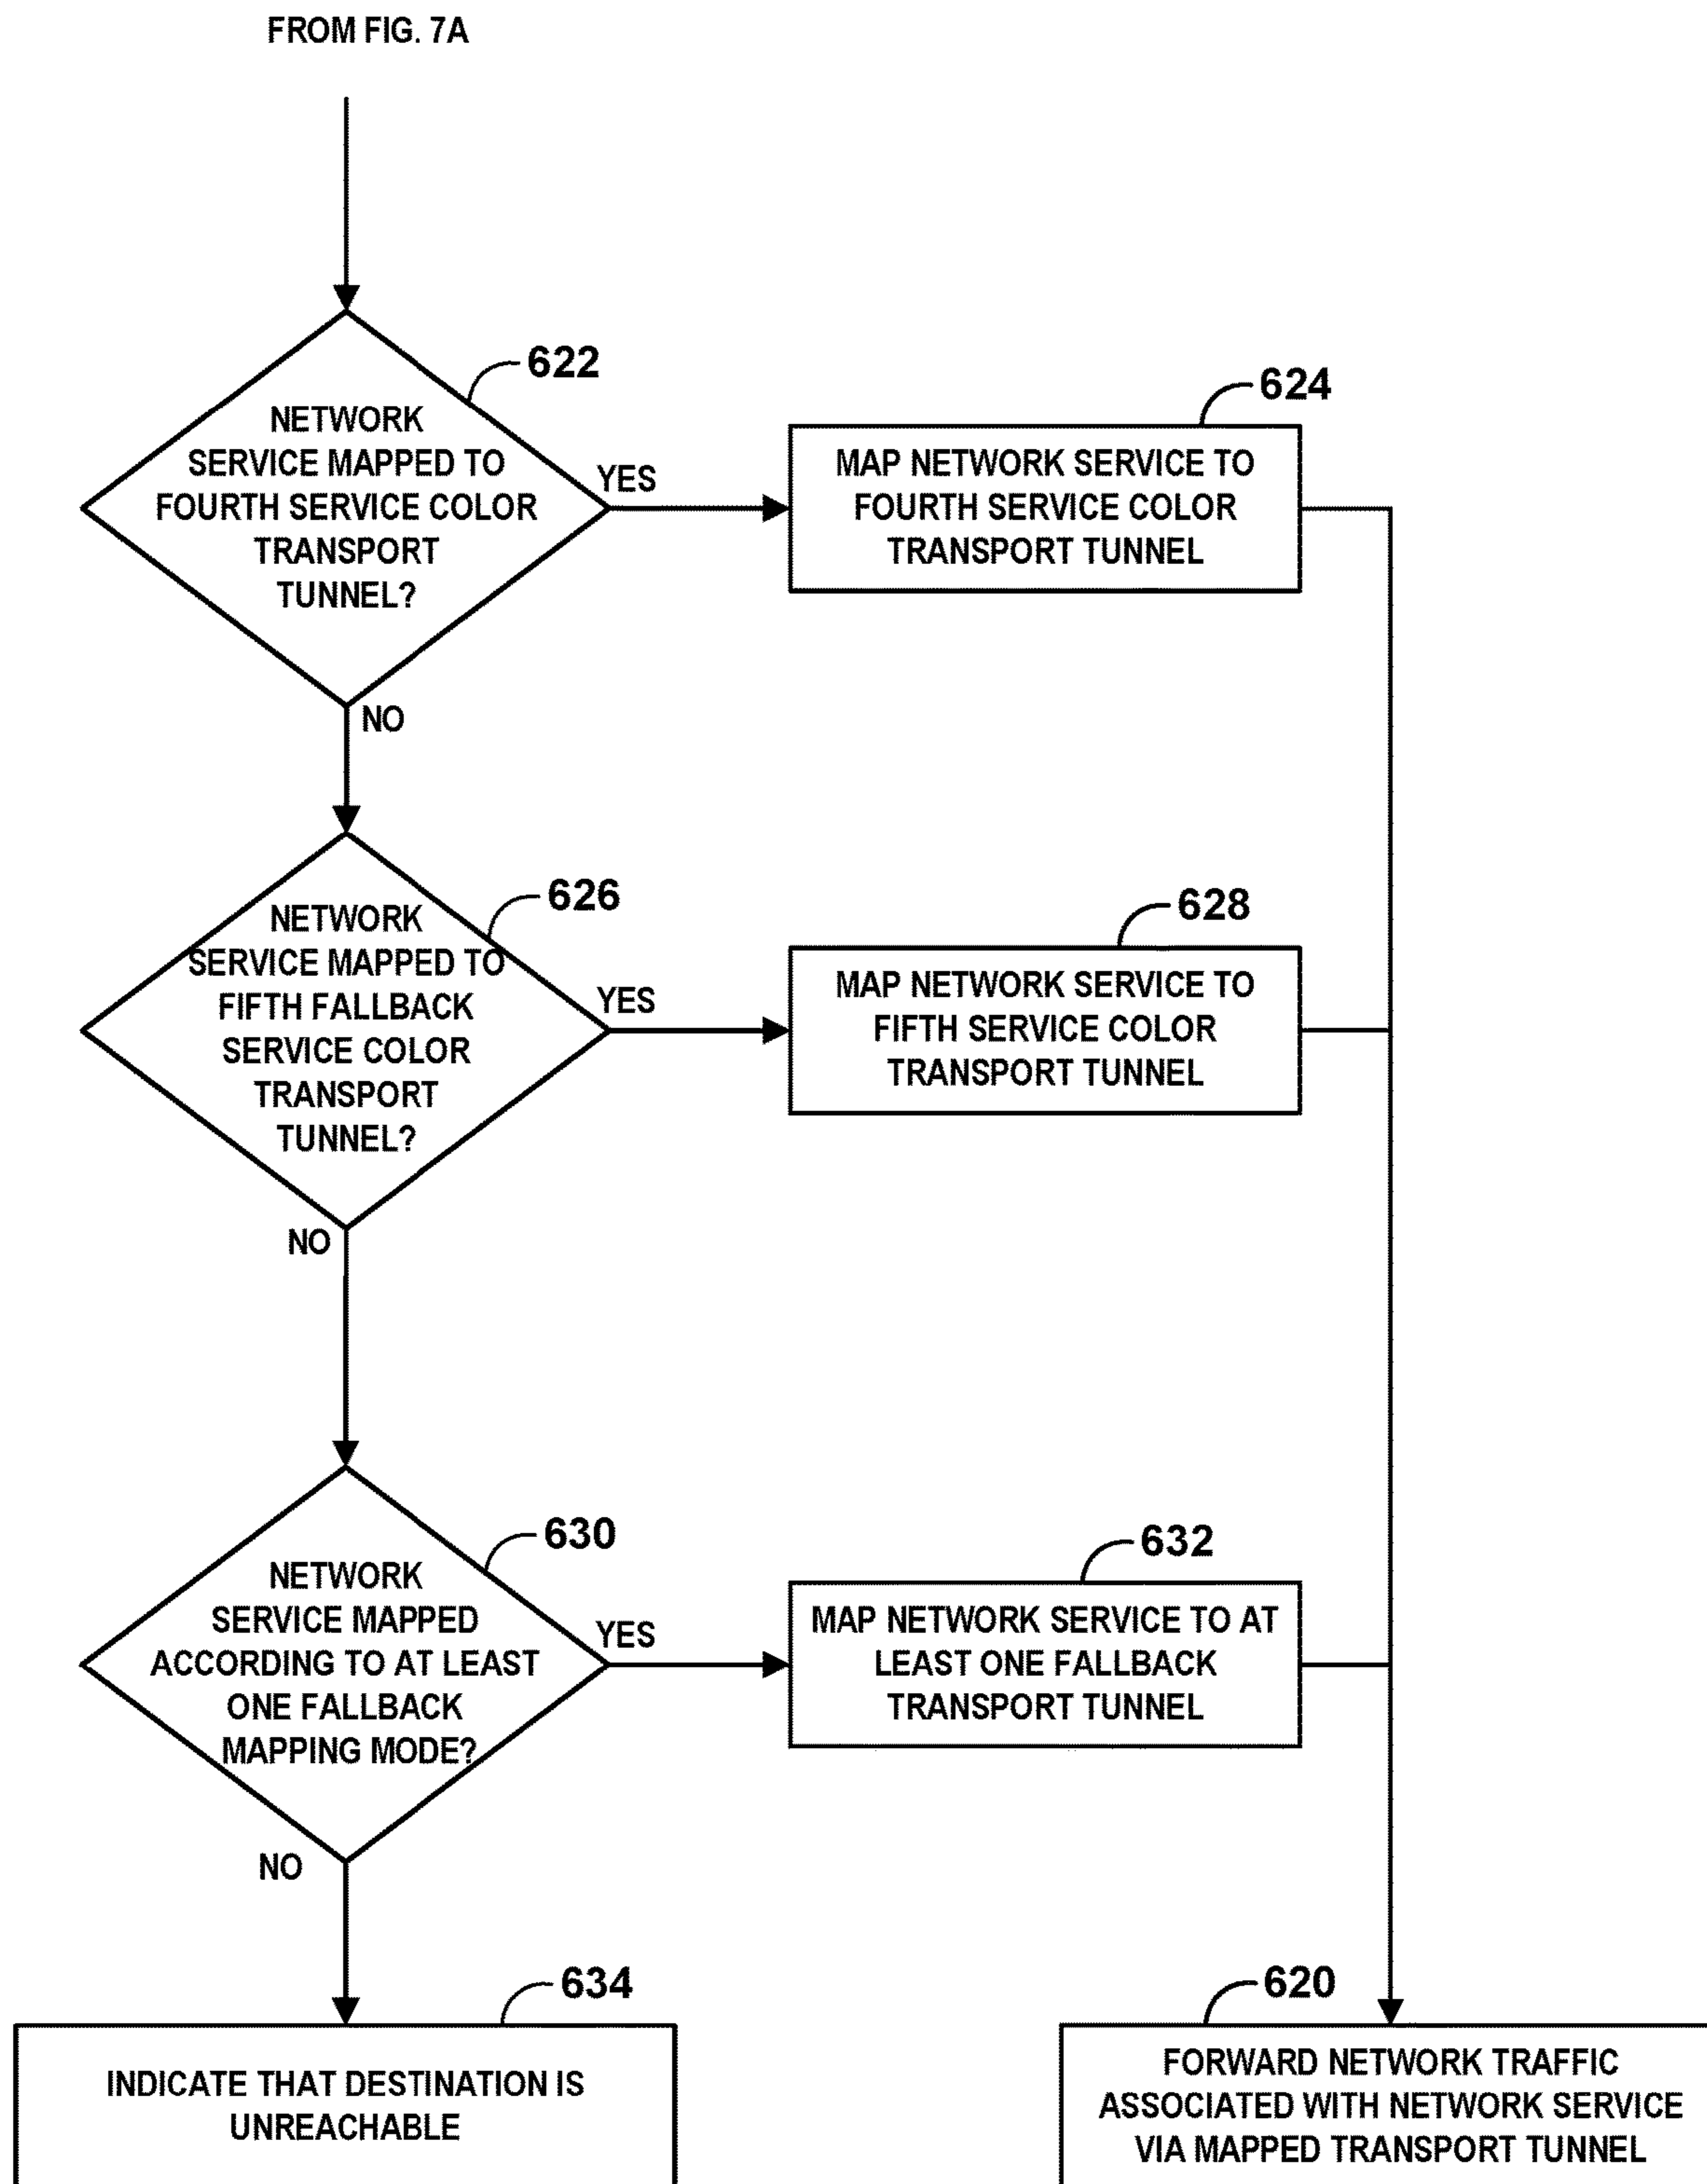 FROM FIG. 7A
622
NETWORK
SERVICE MAPPED TO
FOURTH SERVICE COLOR
TRANSPORT
TUNNEL?
YES
624
MAP NETWORK SERVICE TO
FOURTH SERVICE COLOR
TRANSPORT TUNNEL
NO
626
NETWORK
SERVICE MAPPED TO
FIFTH FALLBACK
SERVICE COLOR
TRANSPORT
TUNNEL?
YES
628
MAP NETWORK SERVICE TO
FIFTH SERVICE COLOR
TRANSPORT TUNNEL
NO
630
NETWORK
SERVICE MAPPED
ACCORDING TO AT LEAST
ONE FALLBACK
MAPPING MODE?
YES
632
MAP NETWORK SERVICE TO AT
LEAST ONE FALLBACK
TRANSPORT TUNNEL
NO
634
INDICATE THAT DESTINATION IS
UNREACHABLE
620
FORWARD NETWORK TRAFFIC
ASSOCIATED WITH NETWORK SERVICE
VIA MAPPED TRANSPORT TUNNEL